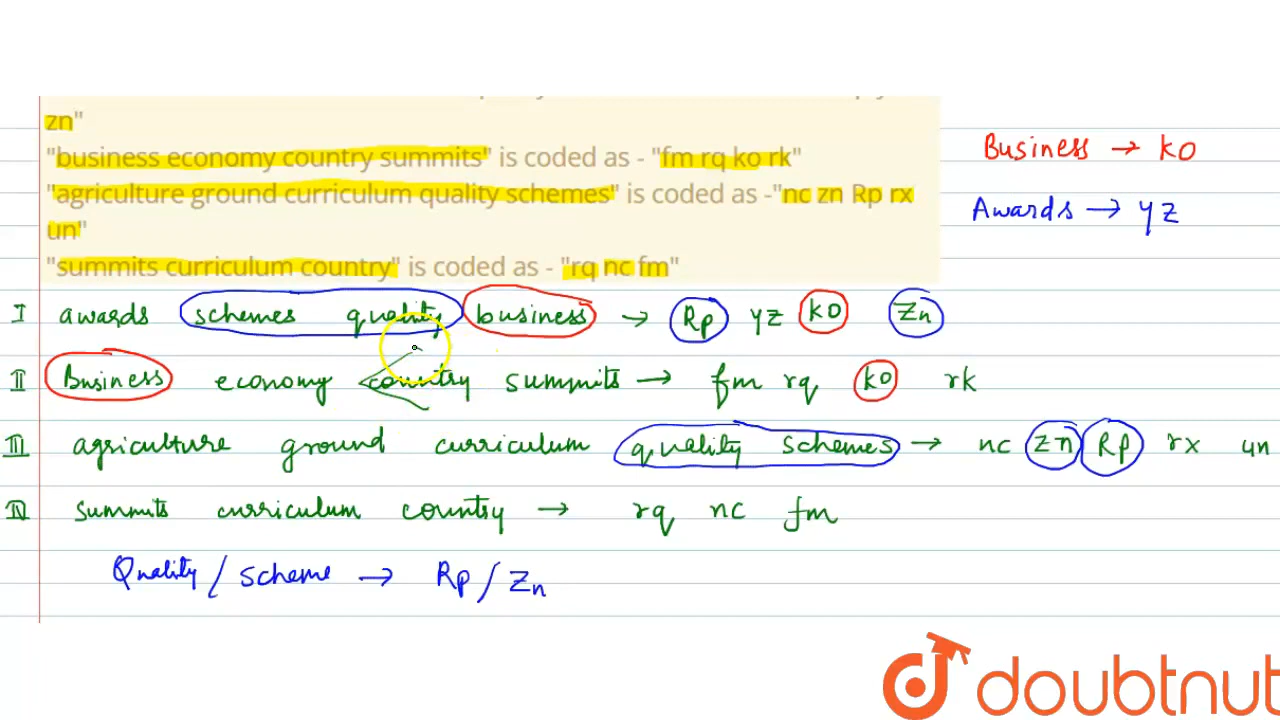 zn"
"business economy country summits" is coded as - "fm rq ko rk"
"agriculture ground curriculum quality schemes" is coded as -"nc zn Rp rx
un"
"summits curriculum country" is coded as - "rq nc fm"
Business → ko
Awards → yz
I awards schemes quality business → Rp yz ko Zn
II Business economy country summits → fm rq ko rk
III agriculture ground curriculum quality schemes → nc Zn Rp rx un
IV summits curriculum country → rq nc fm
Quality / Scheme → Rp / Zn
doubtnut